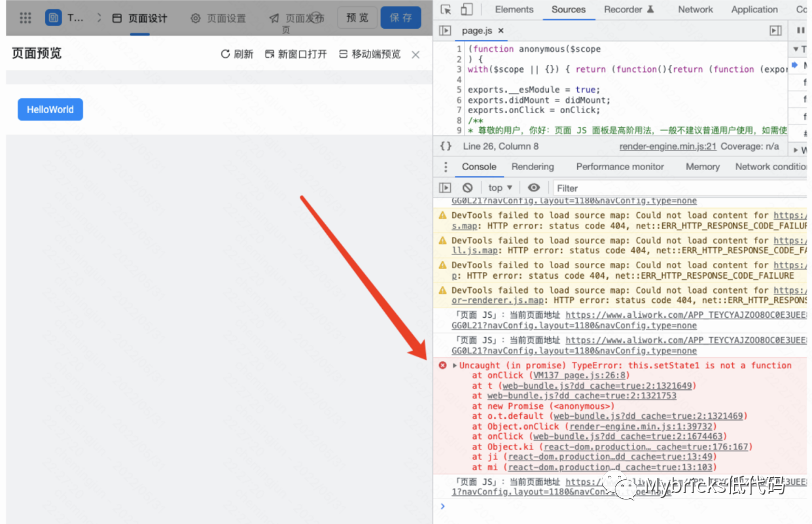 T...
页面设计
页面设置
页面发布
页
预 览
保 存
页面预览
刷新
新窗口打开
移动端预览
HelloWorld
Elements
Sources
Recorder
Network
Application
page.js
1 (function anonymous($scope
2 ) {
3 with($scope || {}) { return (function(){return (function (expor
4
5 exports.__esModule = true;
6 exports.didMount = didMount;
7 exports.onClick = onClick;
8 /**
9 * 尊敬的用户，你好：页面 JS 面板是高阶用法，一般不建议普通用户使用，如需使
{} Line 26, Column 8
render-engine.min.js:21 Coverage: n/a
Console
Rendering
Performance monitor
Memory
Network conditio
top
Filter
GG0L21?navConfig.layout=1180&navConfig.type=none
DevTools failed to load source map: Could not load content for https:/
s.map: HTTP error: status code 404, net::ERR_HTTP_RESPONSE_CODE_FAILUR
DevTools failed to load source map: Could not load content for https:/
ll.js.map: HTTP error: status code 404, net::ERR_HTTP_RESPONSE_CODE_FA
DevTools failed to load source map: Could not load content for https:/
p: HTTP error: status code 404, net::ERR_HTTP_RESPONSE_CODE_FAILURE
DevTools failed to load source map: Could not load content for https:/
or-renderer.js.map: HTTP error: status code 404, net::ERR_HTTP_RESPONS
「页面 JS」：当前页面地址 https://www.aliwork.com/APP_TEYCYAJZOO8OC0E3UEE
GG0L21?navConfig.layout=1180&navConfig.type=none
「页面 JS」：当前页面地址 https://www.aliwork.com/APP_TEYCYAJZOO8OC0E3UEE
GG0L21?navConfig.layout=1180&navConfig.type=none
Uncaught (in promise) TypeError: this.setState1 is not a function
at onClick (VM137 page.js:26:8)
at t (web-bundle.js?dd_cache=true:2:1321649)
at web-bundle.js?dd_cache=true:2:1321753
at new Promise (<anonymous>)
at o.t.default (web-bundle.js?dd_cache=true:2:1321469)
at Object.onClick (render-engine.min.js:1:39732)
at onClick (web-bundle.js?dd_cache=true:2:1674463)
at Object.ki (react-dom.production…_cache=true:176:167)
at ji (react-dom.production…dd_cache=true:13:49)
at mi (react-dom.production…d_cache=true:13:103)
「页面 JS」：当前页面地址
Mybricks低代码